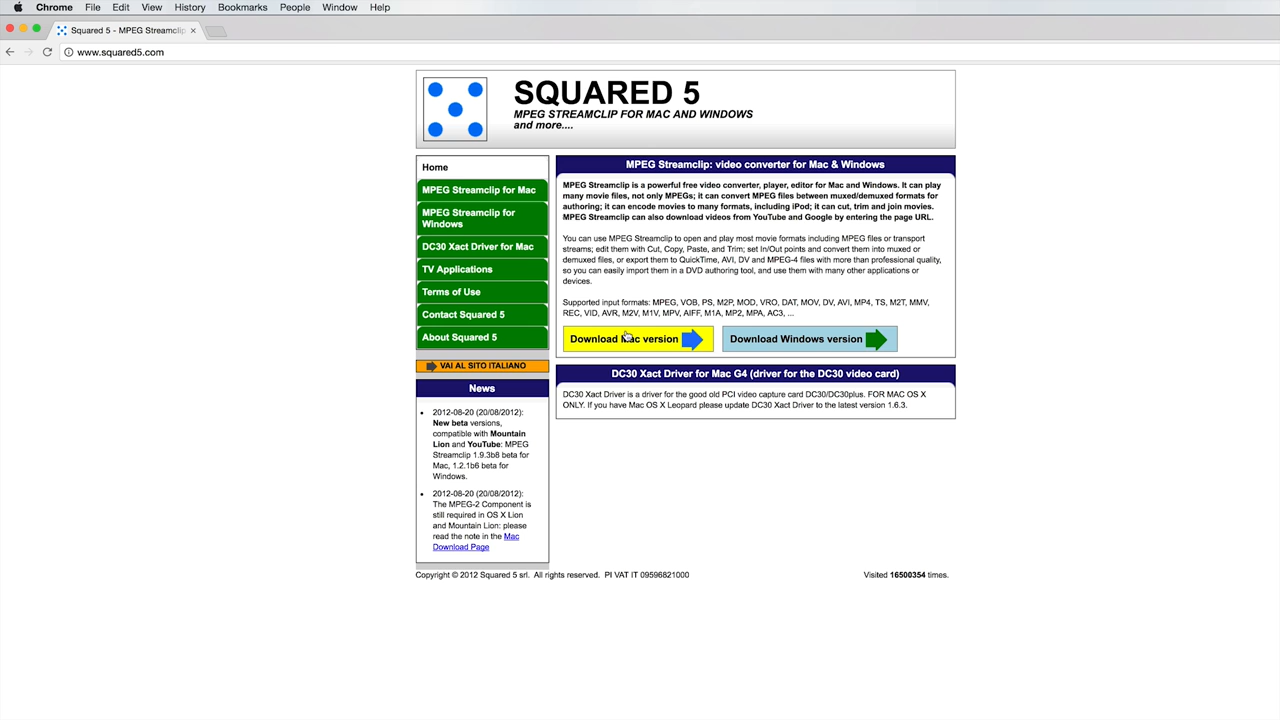 Chrome File Edit View History Bookmarks People Window Help
Squared 5 - MPEG Streamclip
www.squared5.com
SQUARED 5
MPEG STREAMCLIP FOR MAC AND WINDOWS
and more....
Home
MPEG Streamclip for Mac
MPEG Streamclip for
Windows
DC30 Xact Driver for Mac
TV Applications
Terms of Use
Contact Squared 5
About Squared 5
VAI AL SITO ITALIANO
News
2012-08-20 (20/08/2012):
New beta versions,
compatible with Mountain
Lion and YouTube: MPEG
Streamclip 1.9.3b8 beta for
Mac, 1.2.1b6 beta for
Windows.
2012-08-20 (20/08/2012):
The MPEG-2 Component is
still required in OS X Lion
and Mountain Lion: please
read the note in the Mac
Download Page
MPEG Streamclip: video converter for Mac & Windows
MPEG Streamclip is a powerful free video converter, player, editor for Mac and Windows. It can play
many movie files, not only MPEGs; it can convert MPEG files between muxed/demuxed formats for
authoring; it can encode movies to many formats, including iPod; it can cut, trim and join movies.
MPEG Streamclip can also download videos from YouTube and Google by entering the page URL.
You can use MPEG Streamclip to open and play most movie formats including MPEG files or transport
streams; edit them with Cut, Copy, Paste, and Trim; set In/Out points and convert them into muxed or
demuxed files, or export them to QuickTime, AVI, DV and MPEG-4 files with more than professional quality,
so you can easily import them in a DVD authoring tool, and use them with many other applications or
devices.
Supported input formats: MPEG, VOB, PS, M2P, MOD, VRO, DAT, MOV, DV, AVI, MP4, TS, M2T, MMV,
REC, VID, AVR, M2V, M1V, MPV, AIFF, M1A, MP2, MPA, AC3, ...
Download Mac version
Download Windows version
DC30 Xact Driver for Mac G4 (driver for the DC30 video card)
DC30 Xact Driver is a driver for the good old PCI video capture card DC30/DC30plus. FOR MAC OS X
ONLY. If you have Mac OS X Leopard please update DC30 Xact Driver to the latest version 1.6.3.
Copyright © 2012 Squared 5 srl. All rights reserved. PI VAT IT 09596821000
Visited 16500354 times.